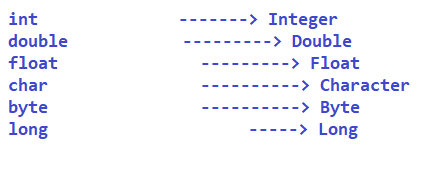 int -------> Integer
double ---------> Double
float ---------> Float
char ----------> Character
byte ----------> Byte
long -----> Long